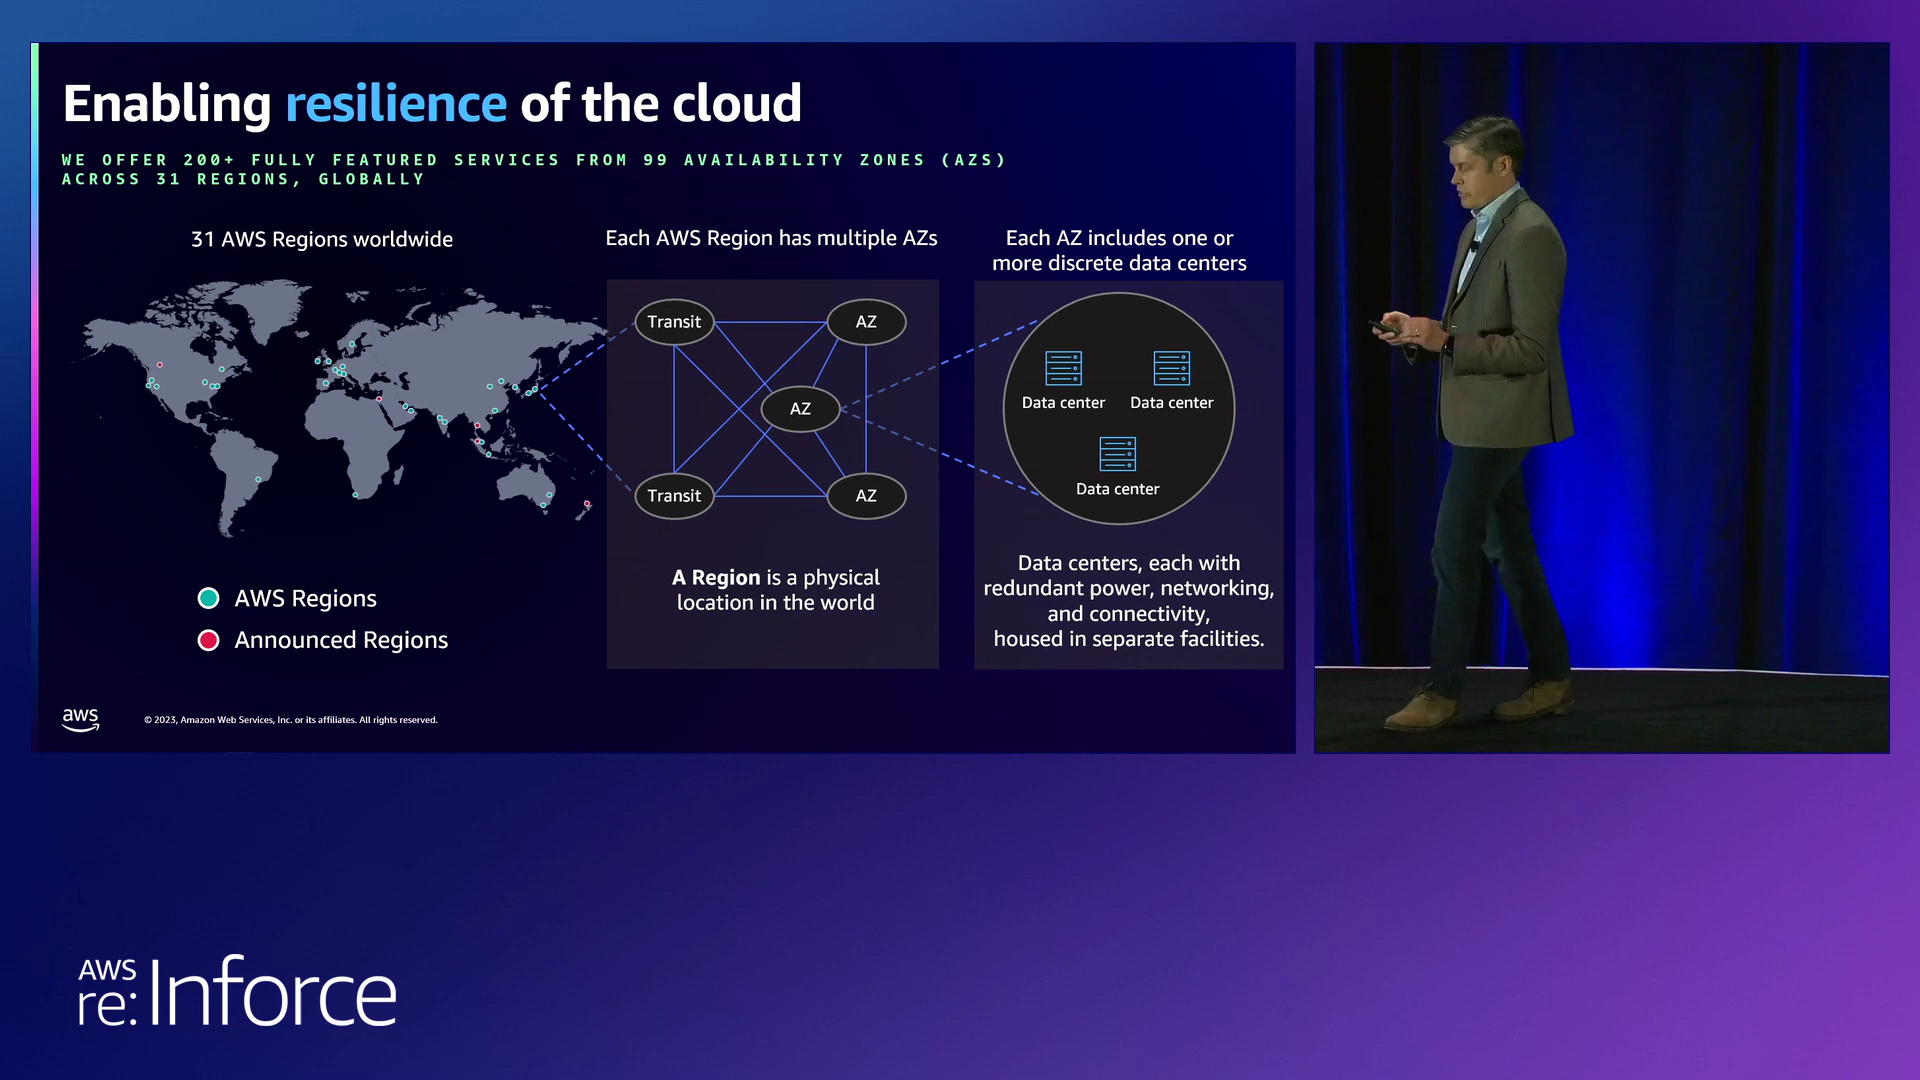 Enabling resilience of the cloud
WE OFFER 200+ FULLY FEATURED SERVICES FROM 99 AVAILABILITY ZONES (AZS)
ACROSS 31 REGIONS, GLOBALLY
31 AWS Regions worldwide
AWS Regions
Announced Regions
Each AWS Region has multiple AZs
Transit
AZ
AZ
Transit
AZ
A Region is a physical
location in the world
Each AZ includes one or
more discrete data centers
Data center
Data center
Data center
Data centers, each with
redundant power, networking,
and connectivity,
housed in separate facilities.
aws
© 2023, Amazon Web Services, Inc. or its affiliates. All rights reserved.
AWS
re:Inforce